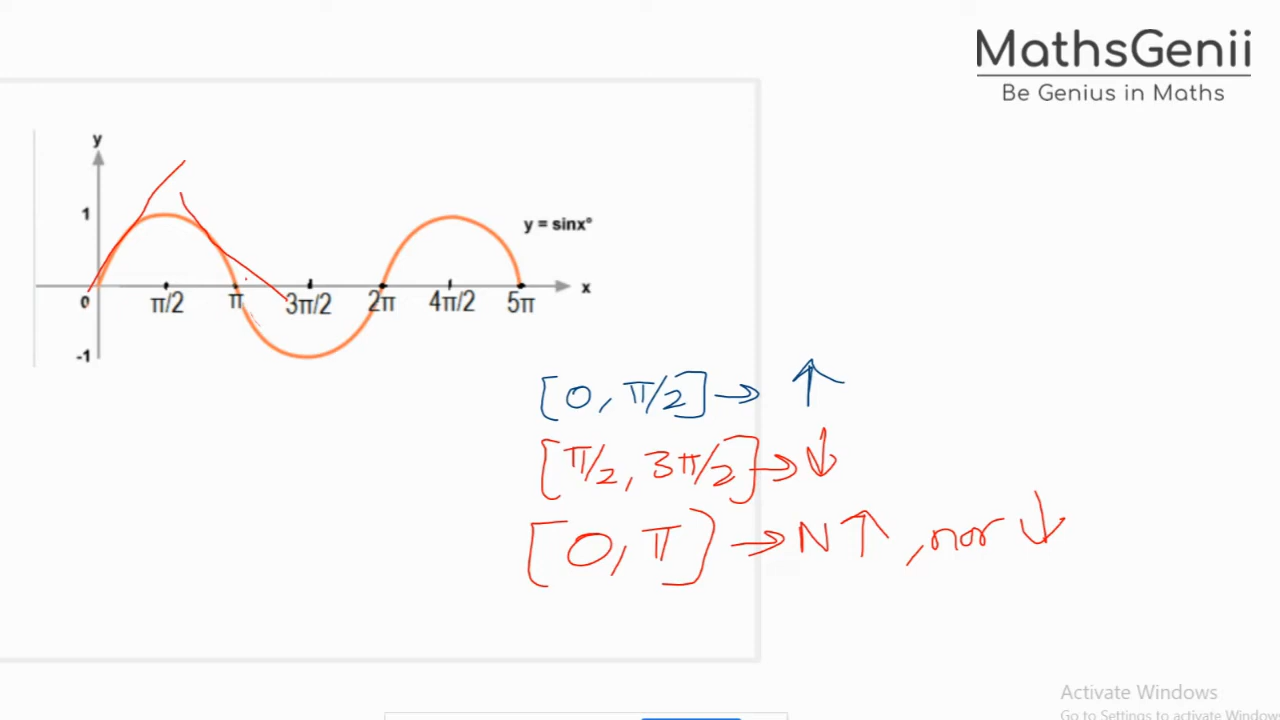 MathsGenii
Be Genius in Maths
y
1
y = sinx°
x
0 π/2 π 3π/2 2π 4π/2 5π
-1
[0, π/2] → ↑
[π/2, 3π/2] → ↓
[0, π] → N↑, nor ↓
Activate Windows
Go to Settings to activate Windows